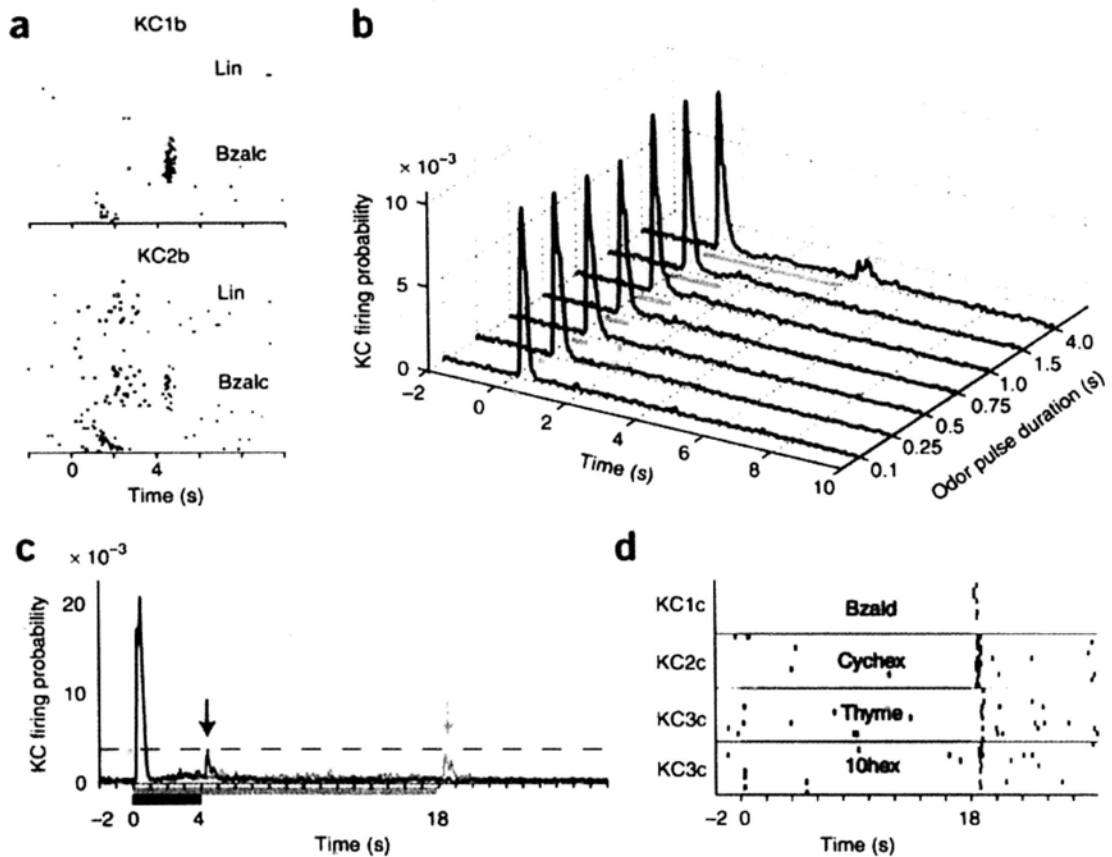 a
KC1b
Lin
Bzalc
KC2b
Lin
Bzalc
0 4
Time (s)
b
KC firing probability
× 10⁻³
10
5
0
−2 0 2 4 6 8 10
Time (s)
0.1 0.25 0.5 0.75 1.0 1.5 4.0
Odor pulse duration (s)
c
× 10⁻³
KC firing probability
20
10
0
−2 0 4 18
Time (s)
d
KC1c Bzald
KC2c Cychex
KC3c Thyme
KC3c 10hex
−2 0 18
Time (s)